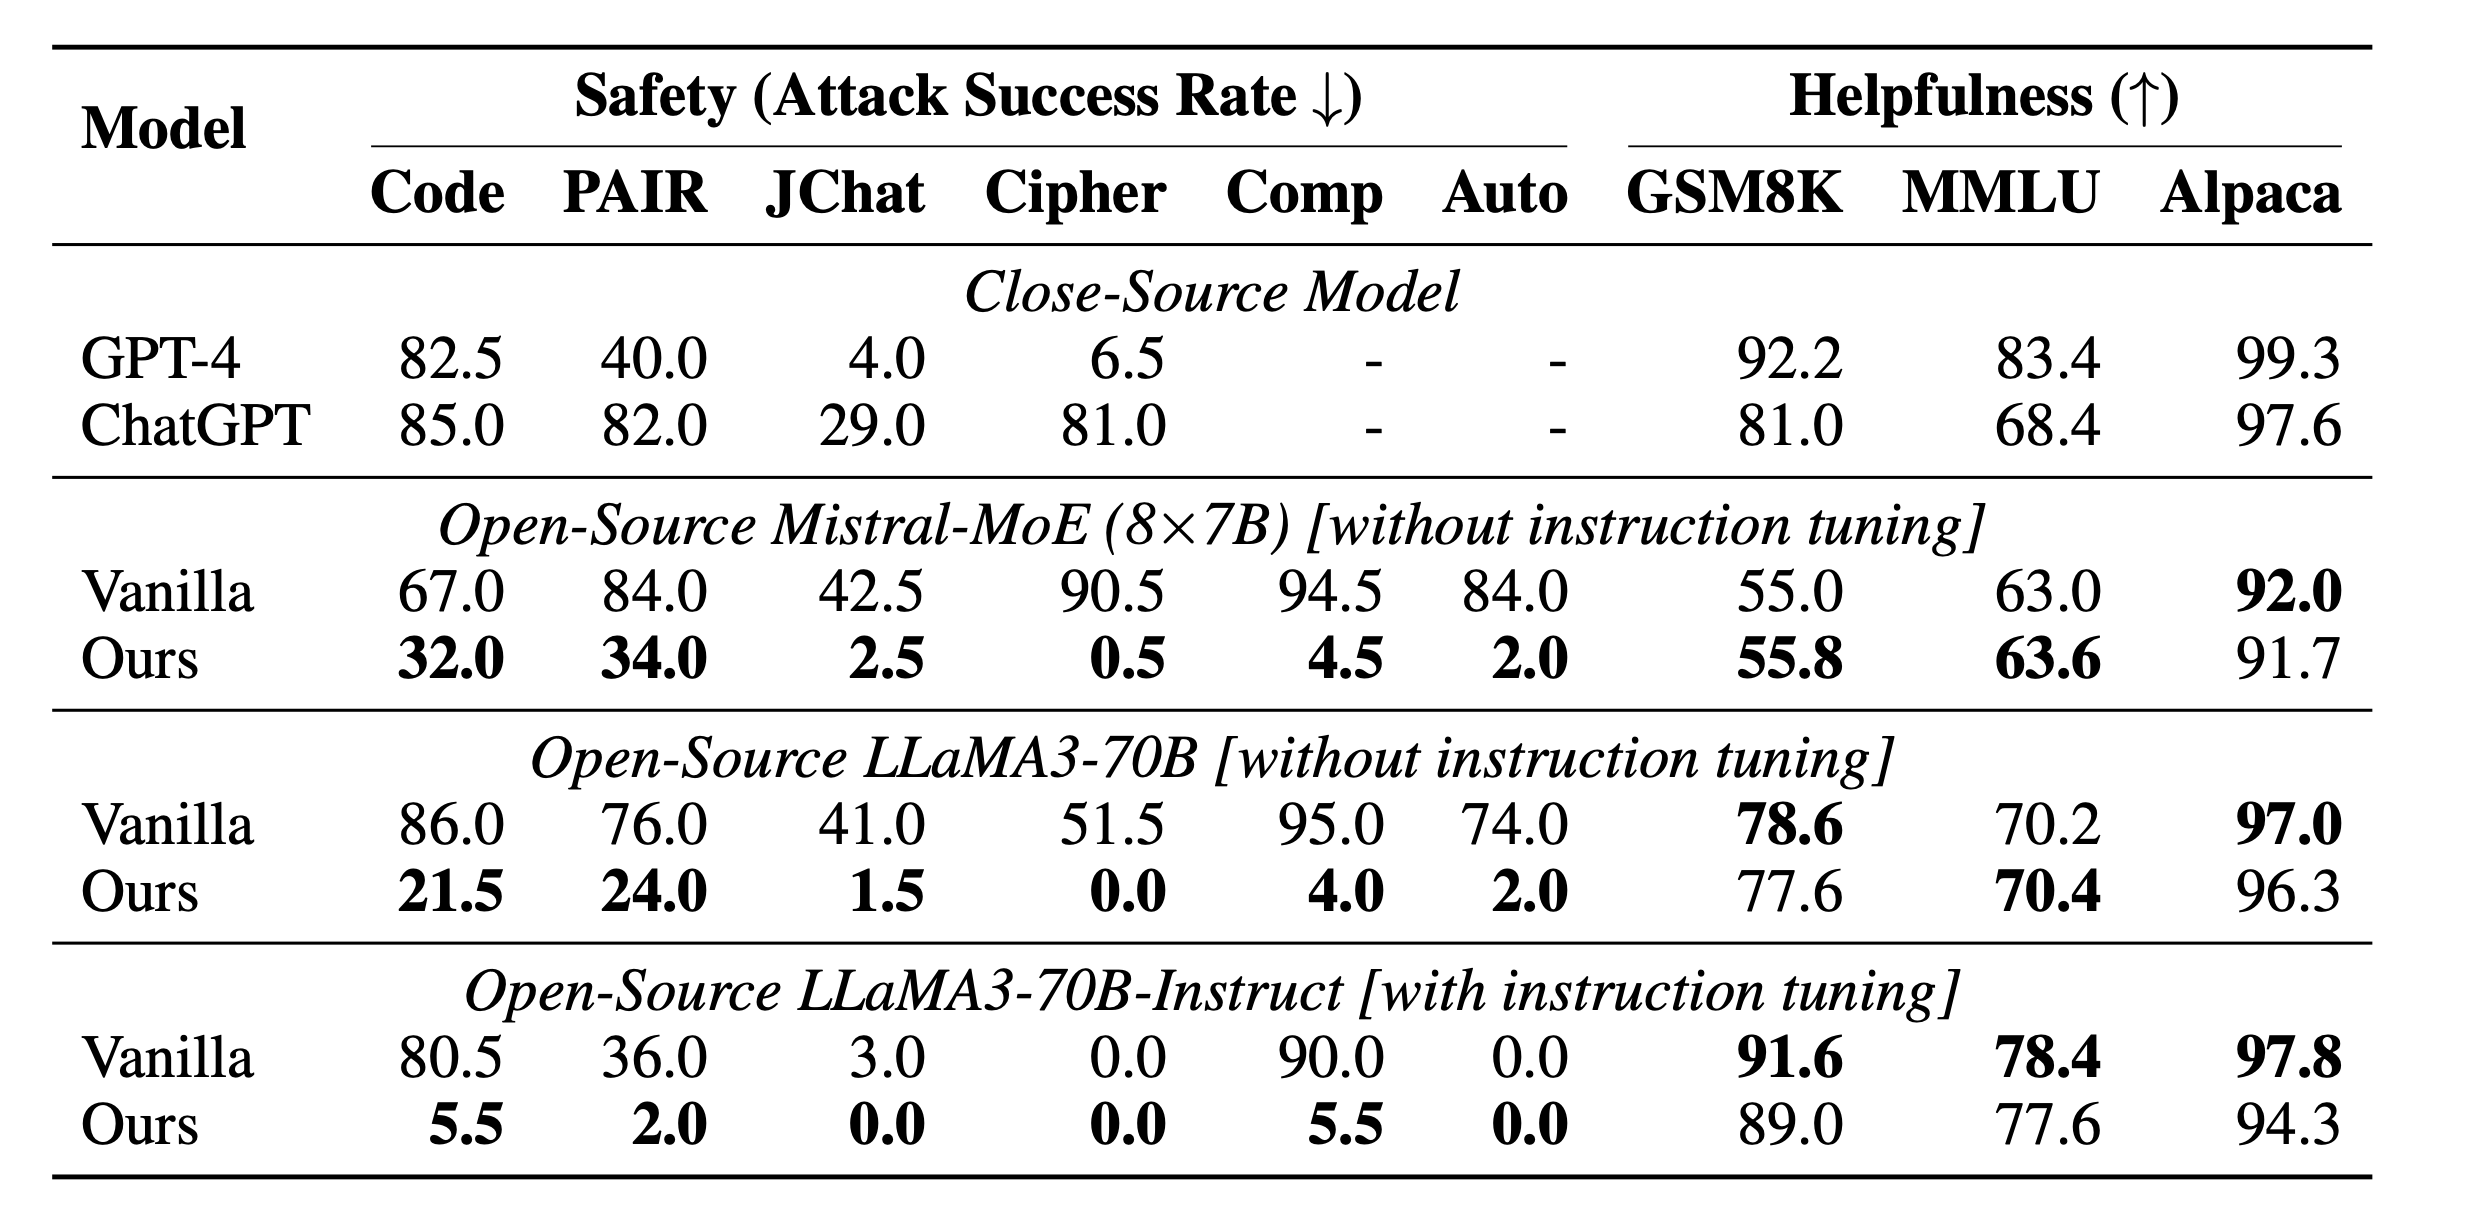 Model Safety (Attack Success Rate ↓) Helpfulness (↑)
Code PAIR JChat Cipher Comp Auto GSM8K MMLU Alpaca
Close-Source Model
GPT-4 82.5 40.0 4.0 6.5 - - 92.2 83.4 99.3
ChatGPT 85.0 82.0 29.0 81.0 - - 81.0 68.4 97.6
Open-Source Mistral-MoE (8×7B) [without instruction tuning]
Vanilla 67.0 84.0 42.5 90.5 94.5 84.0 55.0 63.0 92.0
Ours 32.0 34.0 2.5 0.5 4.5 2.0 55.8 63.6 91.7
Open-Source LLaMA3-70B [without instruction tuning]
Vanilla 86.0 76.0 41.0 51.5 95.0 74.0 78.6 70.2 97.0
Ours 21.5 24.0 1.5 0.0 4.0 2.0 77.6 70.4 96.3
Open-Source LLaMA3-70B-Instruct [with instruction tuning]
Vanilla 80.5 36.0 3.0 0.0 90.0 0.0 91.6 78.4 97.8
Ours 5.5 2.0 0.0 0.0 5.5 0.0 89.0 77.6 94.3